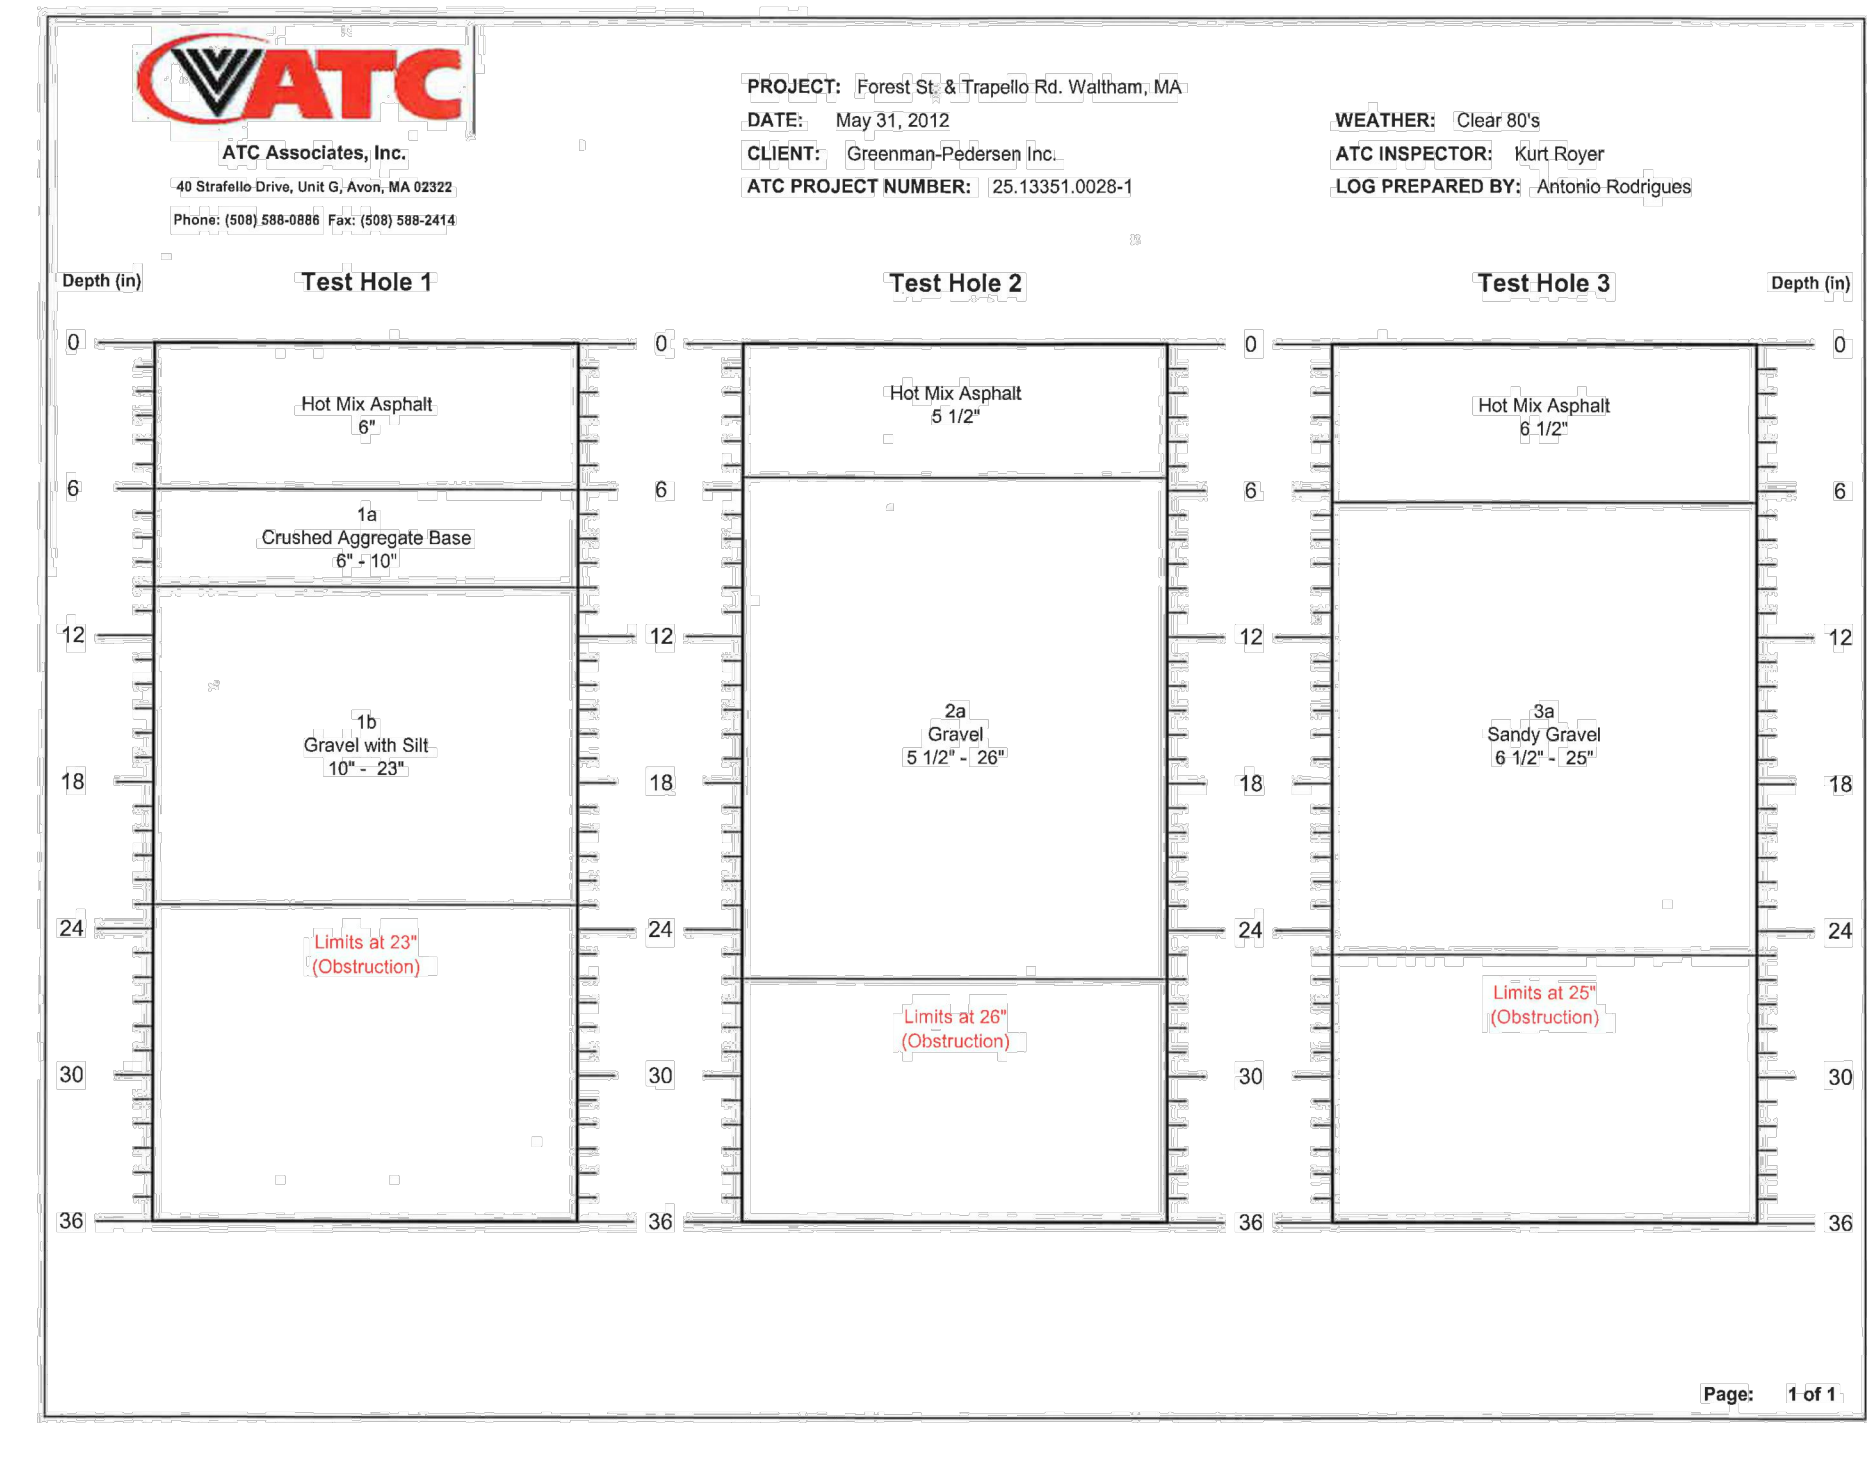 VATC
ATC Associates, Inc.
40 Strafello Drive, Unit G, Avon, MA 02322
Phone: (508) 588-0886 Fax: (508) 588-2414
PROJECT: Forest St. & Trapello Rd. Waltham, MA
DATE: May 31, 2012
CLIENT: Greenman-Pedersen Inc.
ATC PROJECT NUMBER: 25.13351.0028-1
WEATHER: Clear 80's
ATC INSPECTOR: Kurt Royer
LOG PREPARED BY: Antonio Rodrigues
Depth (in)
Test Hole 1
0
6
12
18
24
30
36
Hot Mix Asphalt
6"
1a
Crushed Aggregate Base
6" - 10"
1b
Gravel with Silt
10" - 23"
Limits at 23"
(Obstruction)
Test Hole 2
0
6
12
18
24
30
36
Hot Mix Asphalt
5 1/2"
2a
Gravel
5 1/2" - 26"
Limits at 26"
(Obstruction)
Test Hole 3
0
6
12
18
24
30
36
Hot Mix Asphalt
6 1/2"
3a
Sandy Gravel
6 1/2" - 25"
Limits at 25"
(Obstruction)
Depth (in)
0
6
12
18
24
30
36
Page: 1 of 1